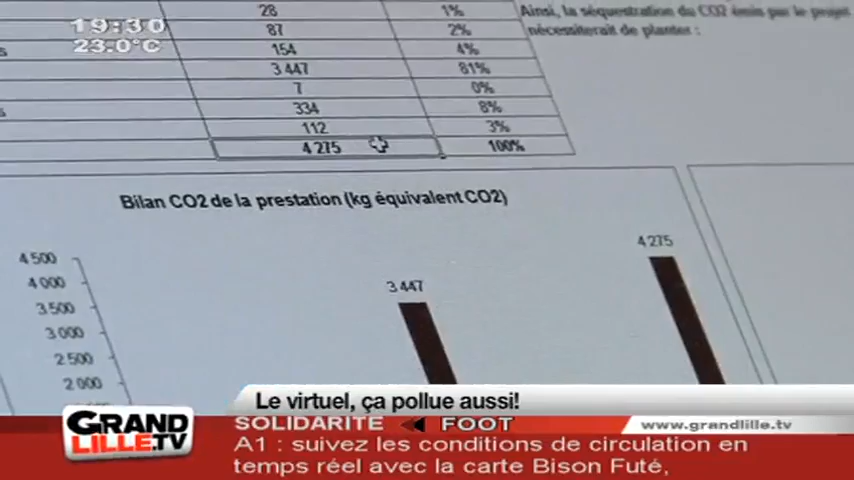 19:30
23.0°C
28 1%
87 2%
154 4%
3 447 81%
7 0%
334 8%
112 3%
4 275 100%
Ainsi, la séquestration du CO2 émis par le projet
nécessiterait de planter :
Bilan CO2 de la prestation (kg équivalent CO2)
4 500
4 000
3 500
3 000
2 500
2 000
3 447
4 275
Le virtuel, ça pollue aussi!
SOLIDARITE FOOT
www.grandlille.tv
GRAND
LILLE.TV
A1 : suivez les conditions de circulation en
temps réel avec la carte Bison Futé,